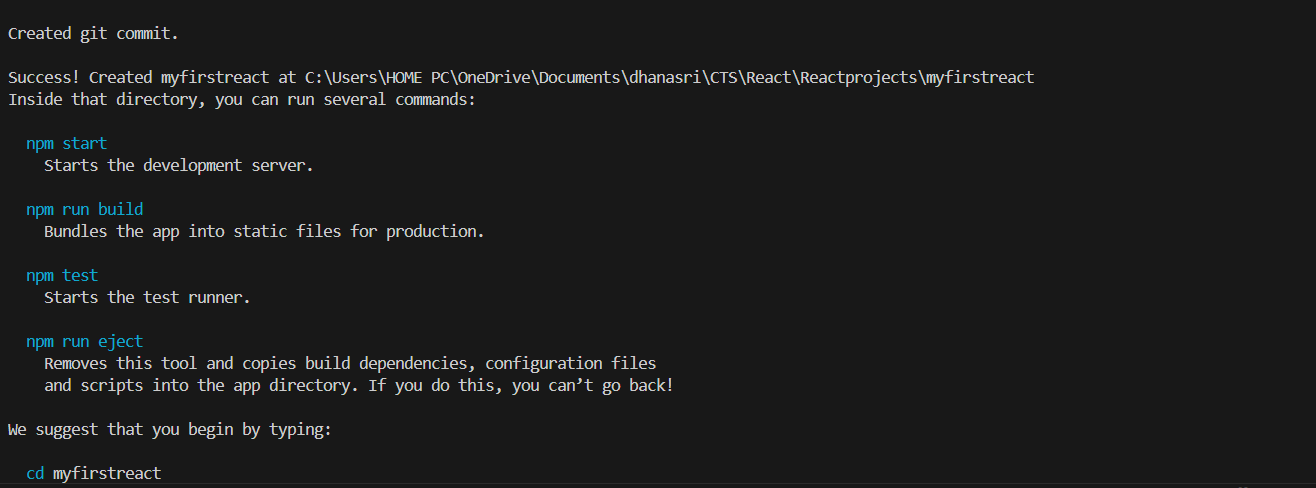 Created git commit.
Success! Created myfirstreact at C:\Users\HOME PC\OneDrive\Documents\dhanasri\CTS\React\Reactprojects\myfirstreact
Inside that directory, you can run several commands:
npm start
Starts the development server.
npm run build
Bundles the app into static files for production.
npm test
Starts the test runner.
npm run eject
Removes this tool and copies build dependencies, configuration files
and scripts into the app directory. If you do this, you can’t go back!
We suggest that you begin by typing:
cd myfirstreact